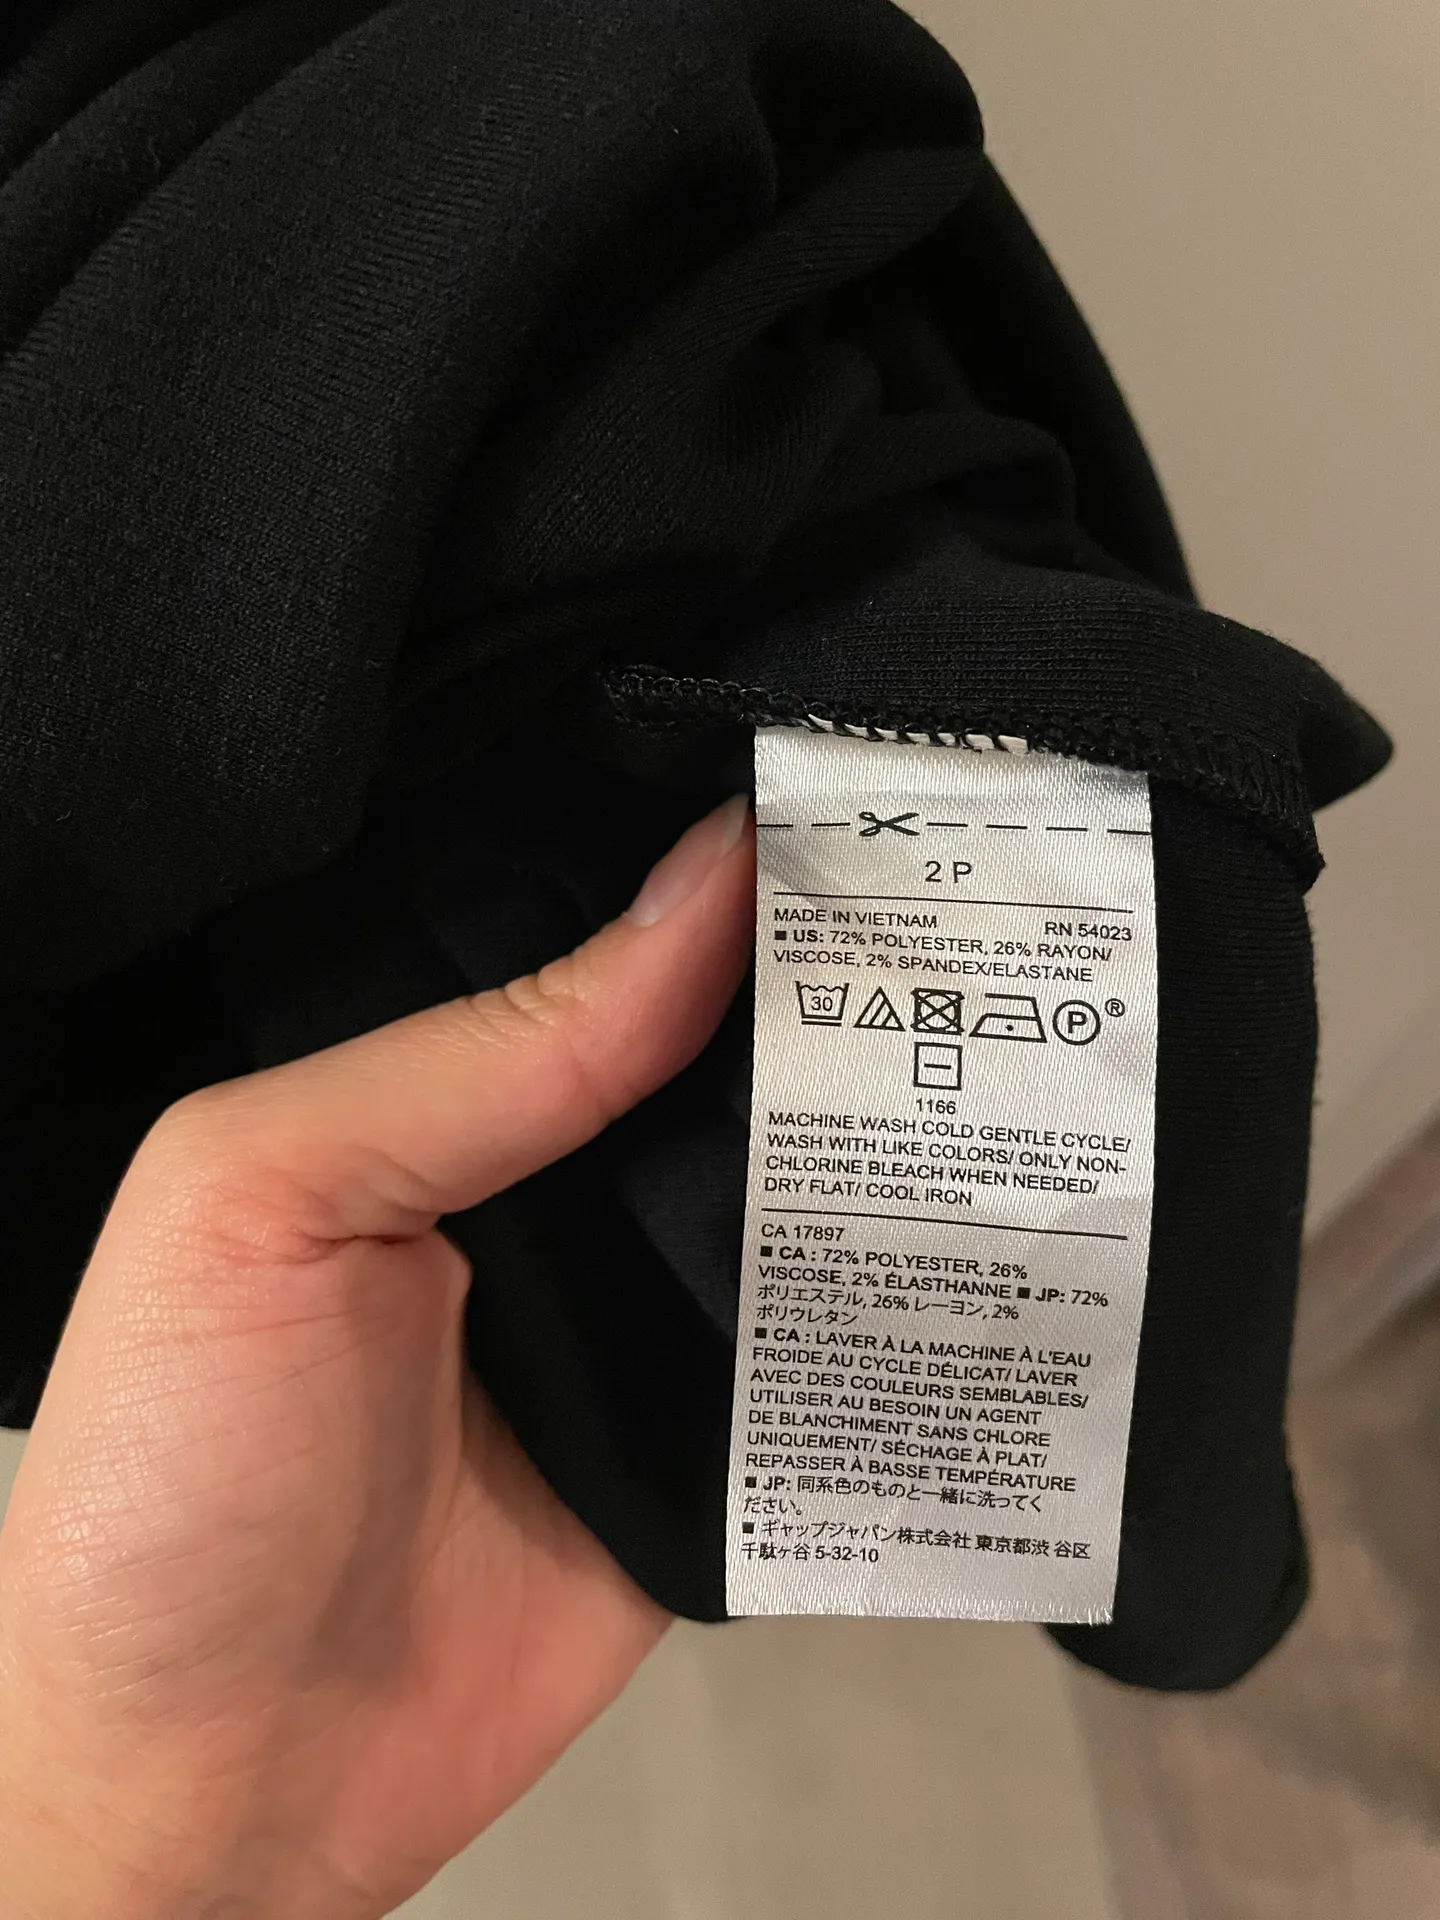 2 P
MADE IN VIETNAM RN 54023
■ US: 72% POLYESTER, 26% RAYON/
VISCOSE, 2% SPANDEX/ELASTANE
30 P ®
1166
MACHINE WASH COLD GENTLE CYCLE/
WASH WITH LIKE COLORS/ ONLY NON-
CHLORINE BLEACH WHEN NEEDED/
DRY FLAT/ COOL IRON
CA 17897
■ CA : 72% POLYESTER, 26%
VISCOSE, 2% ÉLASTHANNE ■ JP: 72%
ポリエステル, 26% レーヨン, 2%
ポリウレタン
■ CA : LAVER À LA MACHINE À L'EAU
FROIDE AU CYCLE DÉLICAT/ LAVER
AVEC DES COULEURS SEMBLABLES/
UTILISER AU BESOIN UN AGENT
DE BLANCHIMENT SANS CHLORE
UNIQUEMENT/ SÉCHAGE À PLAT/
REPASSER À BASSE TEMPÉRATURE
■ JP: 同系色のものと一緒に洗ってく
ださい。
■ ギャップジャパン株式会社 東京都渋 谷区
千駄ヶ谷 5-32-10